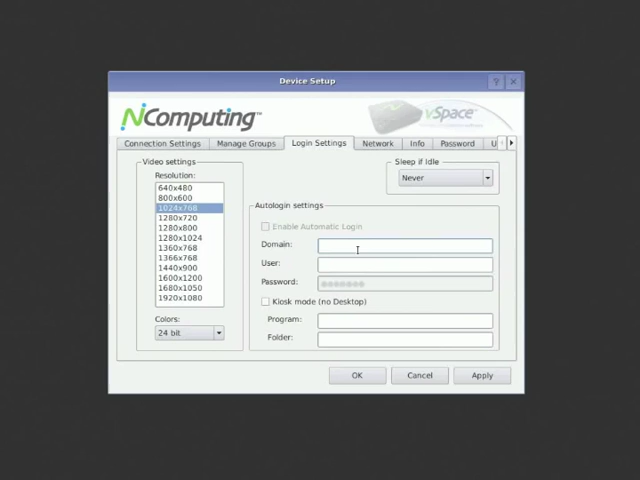 Device Setup
NComputing™
vSpace™
Connection Settings
Manage Groups
Login Settings
Network
Info
Password
U
Video settings
Resolution:
640x480
800x600
1024x768
1280x720
1280x800
1280x1024
1360x768
1366x768
1440x900
1600x1200
1680x1050
1920x1080
Colors:
24 bit
Sleep if Idle
Never
Autologin settings
Enable Automatic Login
Domain:
User:
Password:
Kiosk mode (no Desktop)
Program:
Folder:
OK
Cancel
Apply